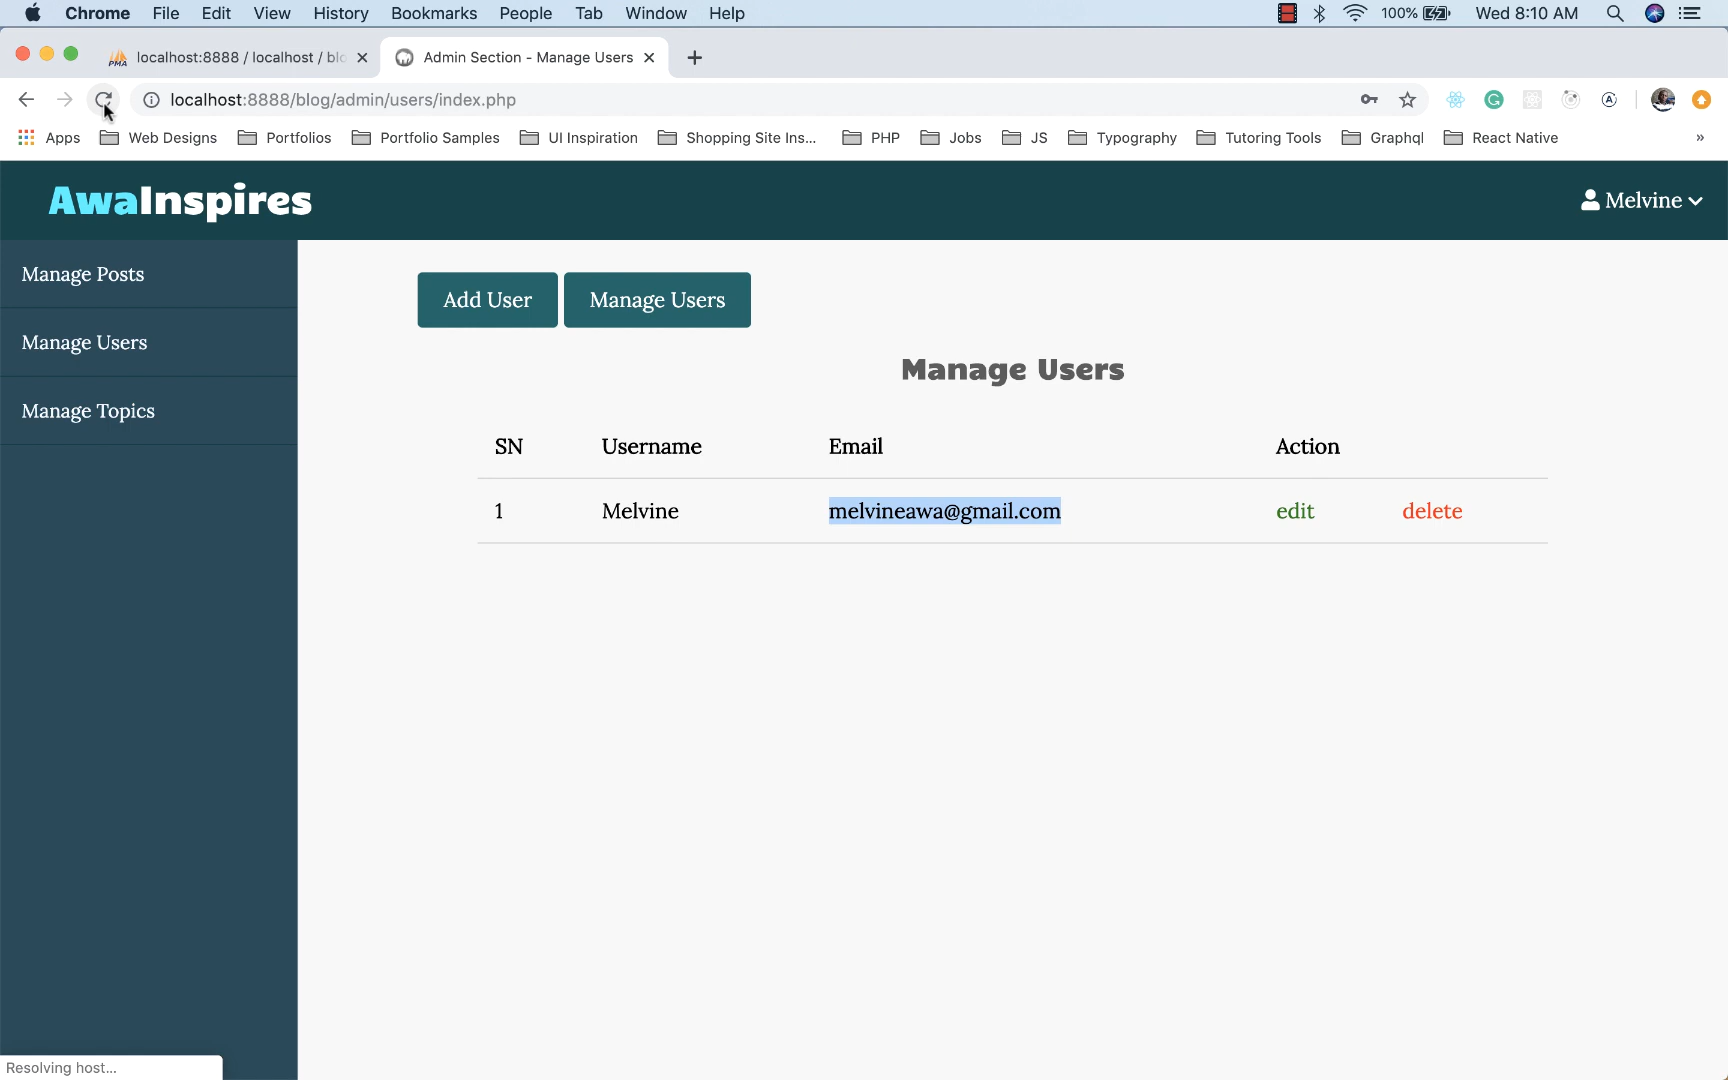 Chrome File Edit View History Bookmarks People Tab Window Help 100% Wed 8:10 AM
PMA localhost:8888 / localhost / blo Admin Section - Manage Users
localhost:8888/blog/admin/users/index.php
Apps Web Designs Portfolios Portfolio Samples UI Inspiration Shopping Site Ins... PHP Jobs JS Typography Tutoring Tools Graphql React Native »
AwaInspires Melvine
Manage Posts
Manage Users
Manage Topics
Add User Manage Users
Manage Users
SN Username Email Action
1 Melvine melvineawa@gmail.com edit delete
Resolving host...